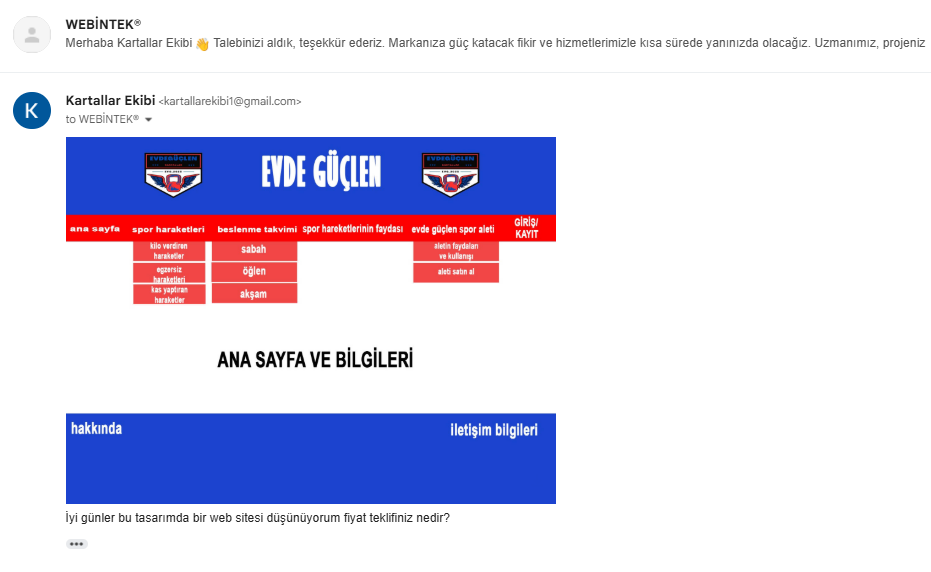 WEBİNTEK®
Merhaba Kartallar Ekibi 👋 Talebinizi aldık, teşekkür ederiz. Markanıza güç katacak fikir ve hizmetlerimizle kısa sürede yanınızda olacağız. Uzmanımız, projeniz
K
Kartallar Ekibi <kartallarekibi1@gmail.com>
to WEBİNTEK®
EVDEGÜÇLEN
EVDE GÜÇLEN
EVDEGÜÇLEN
ana sayfa
spor haraketleri
beslenme takvimi
spor hareketlerinin faydası
evde güçlen spor aleti
GİRİŞ/
KAYIT
kilo verdiren
haraketler
egzersiz
haraketleri
kas yaptıran
haraketler
sabah
öğlen
akşam
aletin faydaları
ve kullanışı
aleti satın al
ANA SAYFA VE BİLGİLERİ
hakkında
iletişim bilgileri
İyi günler bu tasarımda bir web sitesi düşünüyorum fiyat teklifiniz nedir?